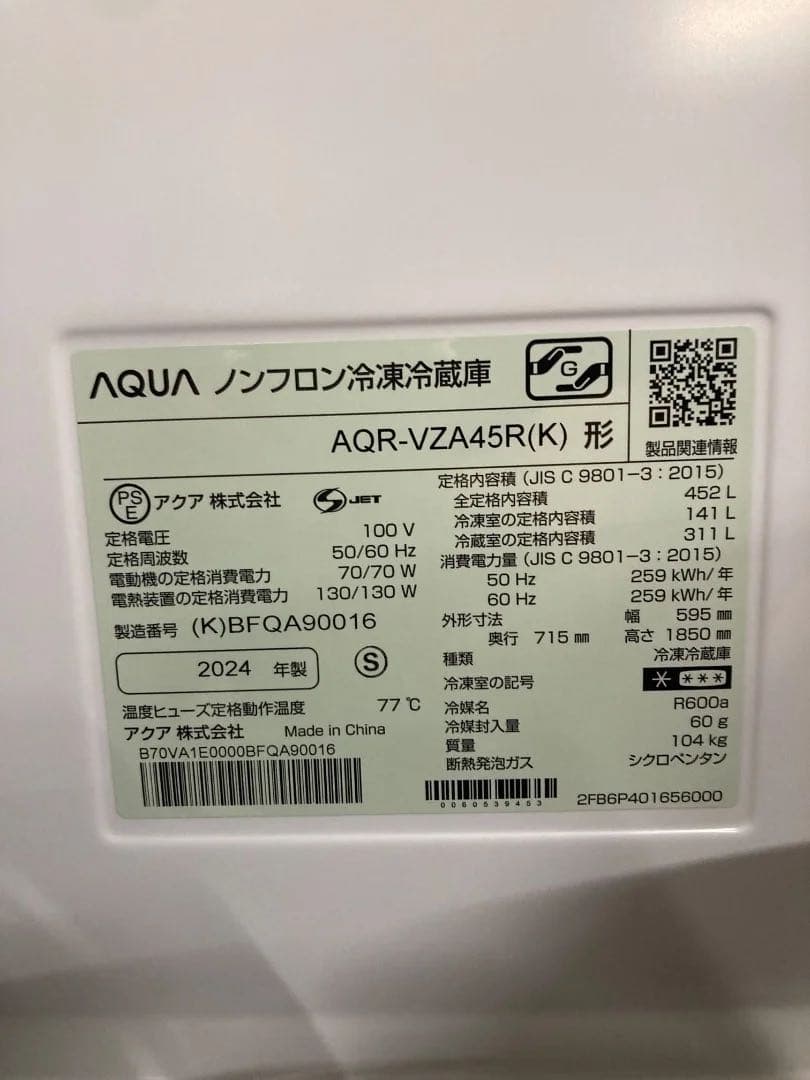 AQUA ノンフロン冷凍冷蔵庫
G
AQR-VZA45R(K) 形
製品関連情報
PS
E
アクア 株式会社
S JET
定格電圧 100 V
定格周波数 50/60 Hz
電動機の定格消費電力 70/70 W
電熱装置の定格消費電力 130/130 W
製造番号 (K)BFQA90016
2024 年製
S
温度ヒューズ定格動作温度 77 ℃
アクア 株式会社 Made in China
B70VA1E0000BFQA90016
定格内容積 (JIS C 9801-3:2015)
全定格内容積 452 L
冷凍室の定格内容積 141 L
冷蔵室の定格内容積 311 L
消費電力量 (JIS C 9801-3:2015)
50 Hz 259 kWh/年
60 Hz 259 kWh/年
外形寸法 幅 595 ㎜
奥行 715 ㎜ 高さ 1850 ㎜
種類 冷凍冷蔵庫
冷凍室の記号 * ***
冷媒名 R600a
冷媒封入量 60 g
質量 104 kg
断熱発泡ガス シクロペンタン
0060539453
2FB6P401656000